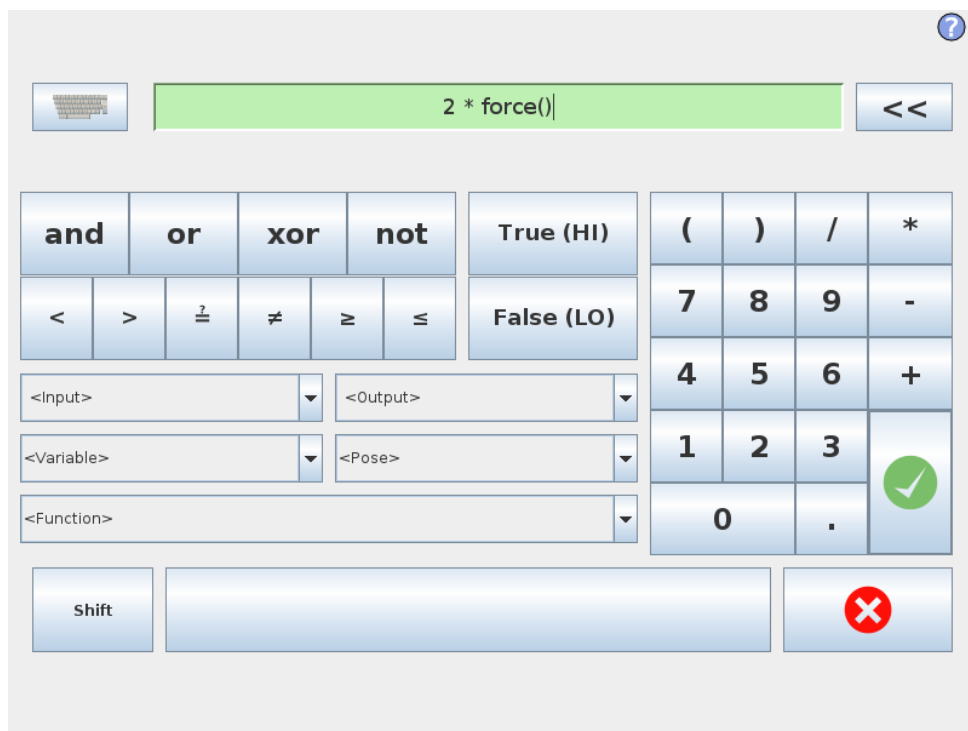 ?
2 * force()
<<
and or xor not True (HI) ( ) / *
< > ≟ ≠ ≥ ≤ False (LO) 7 8 9 -
4 5 6 +
<Input> <Output>
1 2 3
<Variable> <Pose>
<Function> 0 .
Shift